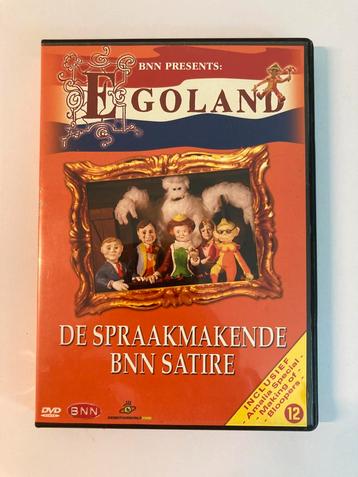 BNN PRESENTS:
EGOLAND
DE SPRAAKMAKENDE
BNN SATIRE
INCLUSIEF
- Amalia Special -
- Making of -
- Bloopers -
DVD
BNN
12